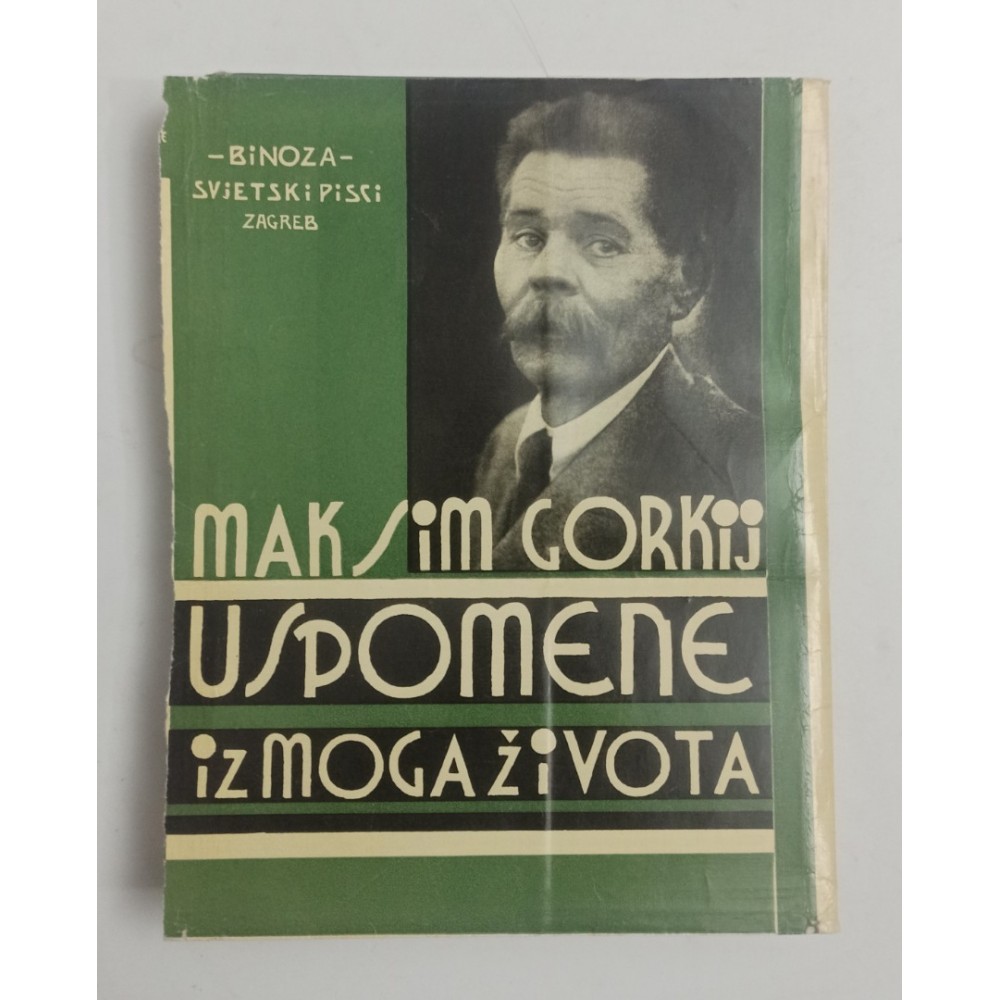 -BiNOZA-
SVJETSKi PiSCi
ZAGREB
MAKSiM GORKiJ
USPOMENE
iZ MOGA ŽiVOTA